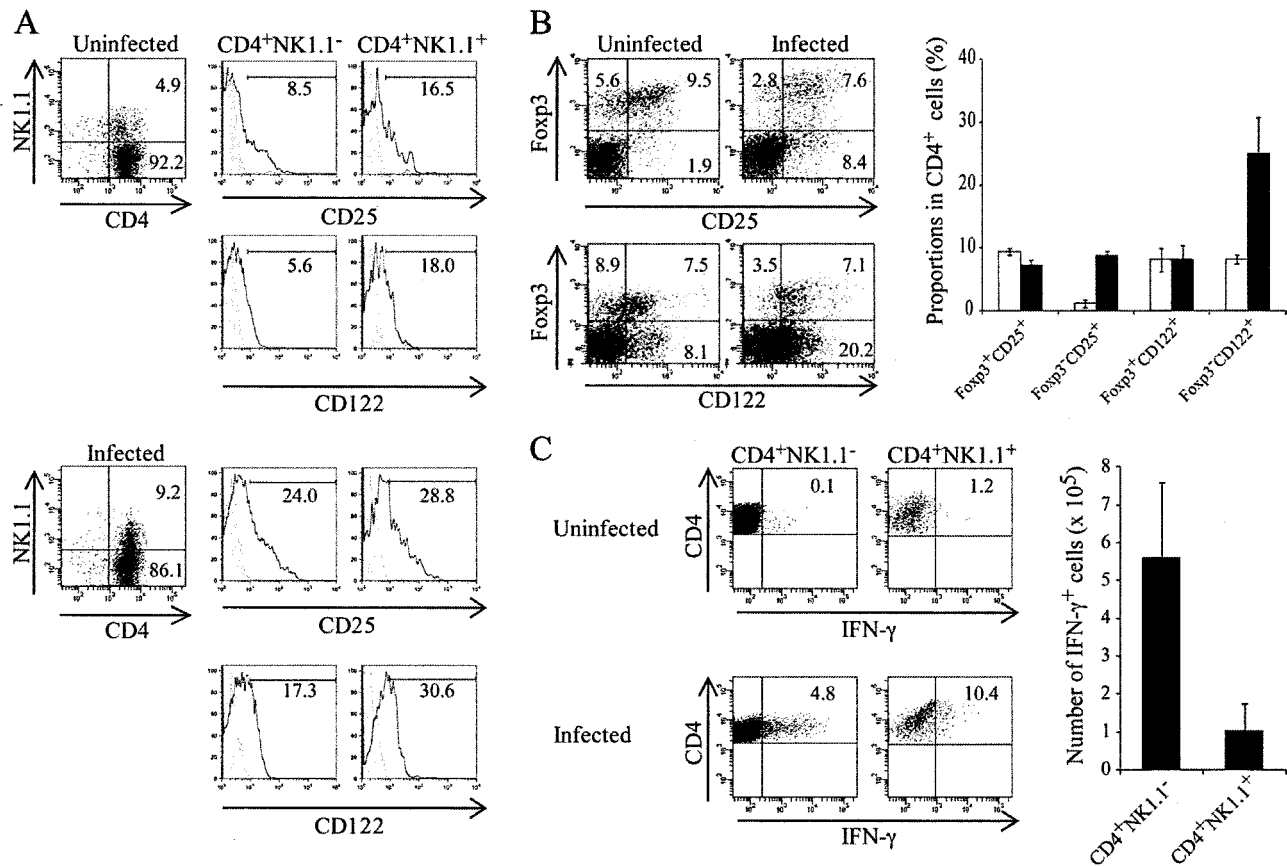 A
Uninfected
CD4+NK1.1-
CD4+NK1.1+
NK1.1
4.9
92.2
CD4
8.5
16.5
CD25
5.6
18.0
CD122
Infected
NK1.1
9.2
86.1
CD4
24.0
28.8
CD25
17.3
30.6
CD122
B
Uninfected
Infected
Foxp3
5.6
9.5
1.9
2.8
7.6
8.4
CD25
Foxp3
8.9
7.5
8.1
3.5
7.1
20.2
CD122
Proportions in CD4+ cells (%)
40
30
20
10
0
Foxp3+CD25+
Foxp3-CD25+
Foxp3+CD122+
Foxp3-CD122+
C
CD4+NK1.1-
CD4+NK1.1+
Uninfected
CD4
0.1
1.2
IFN-γ
Infected
CD4
4.8
10.4
IFN-γ
Number of IFN-γ+ cells (x 105)
8
7
6
5
4
3
2
1
0
CD4+NK1.1-
CD4+NK1.1+